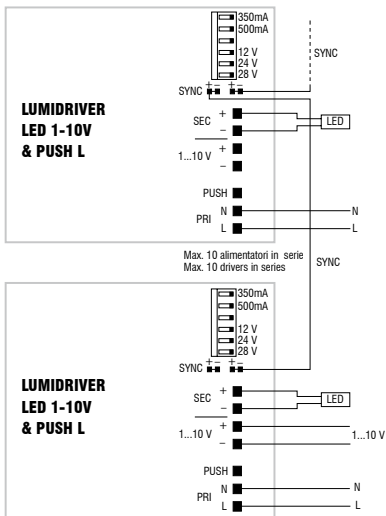 350mA
500mA
12 V
24 V
28 V
SYNC
+ – + –
SYNC
LUMIDRIVER
LED 1-10V
& PUSH L
SEC + –
LED
1...10 V + –
PUSH
PRI N L
N
L
Max. 10 alimentatori in serie
Max. 10 drivers in series
SYNC
350mA
500mA
12 V
24 V
28 V
SYNC
+ – + –
LUMIDRIVER
LED 1-10V
& PUSH L
SEC + –
LED
1...10 V + –
1...10 V
PUSH
PRI N L
N
L